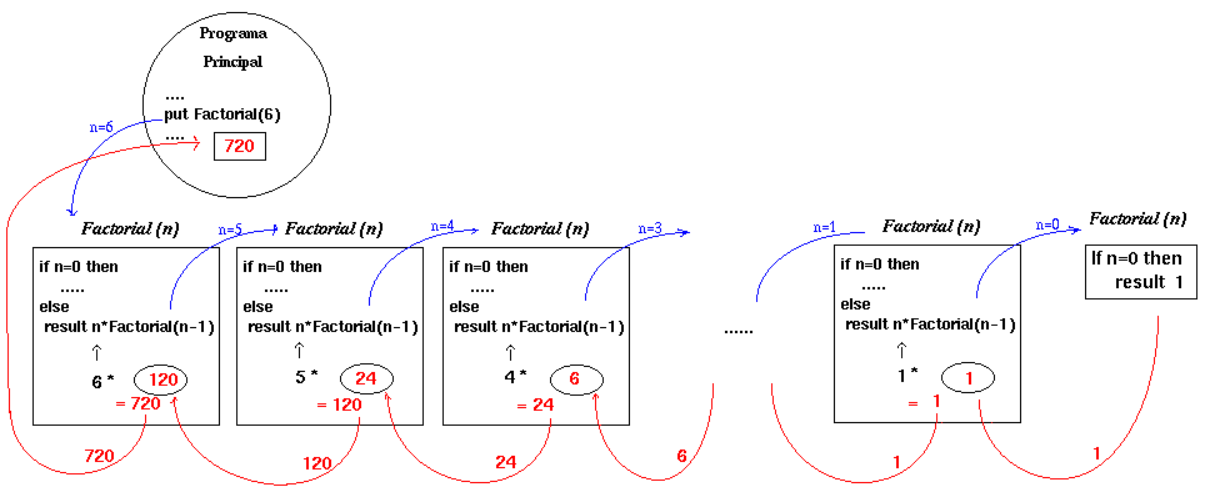 Programa
Principal
....
put Factorial(6)
....
720
n=6
Factorial (n)
n=5
if n=0 then
.....
else
result n*Factorial(n-1)
↑
6 *
120
= 720
720
Factorial (n)
n=4
if n=0 then
.....
else
result n*Factorial(n-1)
↑
5 *
24
= 120
120
Factorial (n)
n=3
if n=0 then
.....
else
result n*Factorial(n-1)
↑
4 *
6
= 24
24
......
6
n=1
Factorial (n)
n=0
if n=0 then
.....
else
result n*Factorial(n-1)
↑
1 *
1
= 1
1
Factorial (n)
If n=0 then
result 1
1